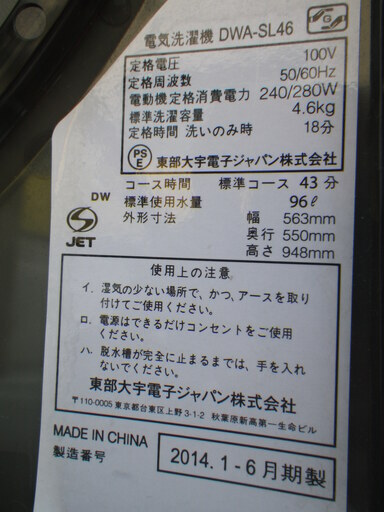 電気洗濯機 DWA-SL46
G
定格電圧 100V
定格周波数 50/60Hz
電動機定格消費電力 240/280W
標準洗濯容量 4.6kg
定格時間 洗いのみ時 18分
PS
E
東部大宇電子ジャパン株式会社
コース時間 標準コース 43 分
標準使用水量 96ℓ
外形寸法 幅 563mm
奥行 550mm
高さ 948mm
DW
S
JET
使用上の注意
イ. 湿気の少ない場所で、かつ、アースを取り
付けてご使用ください。
ロ. 電源はできるだけコンセントをご使用
ください。
ハ. 脱水槽が完全に止まるまでは、手を入れ
ないでください。
東部大宇電子ジャパン株式会社
〒110-0005 東京都台東区上野3-1-2 秋葉原新高第一生命ビル
MADE IN CHINA
製造番号
2014. 1 - 6月期製